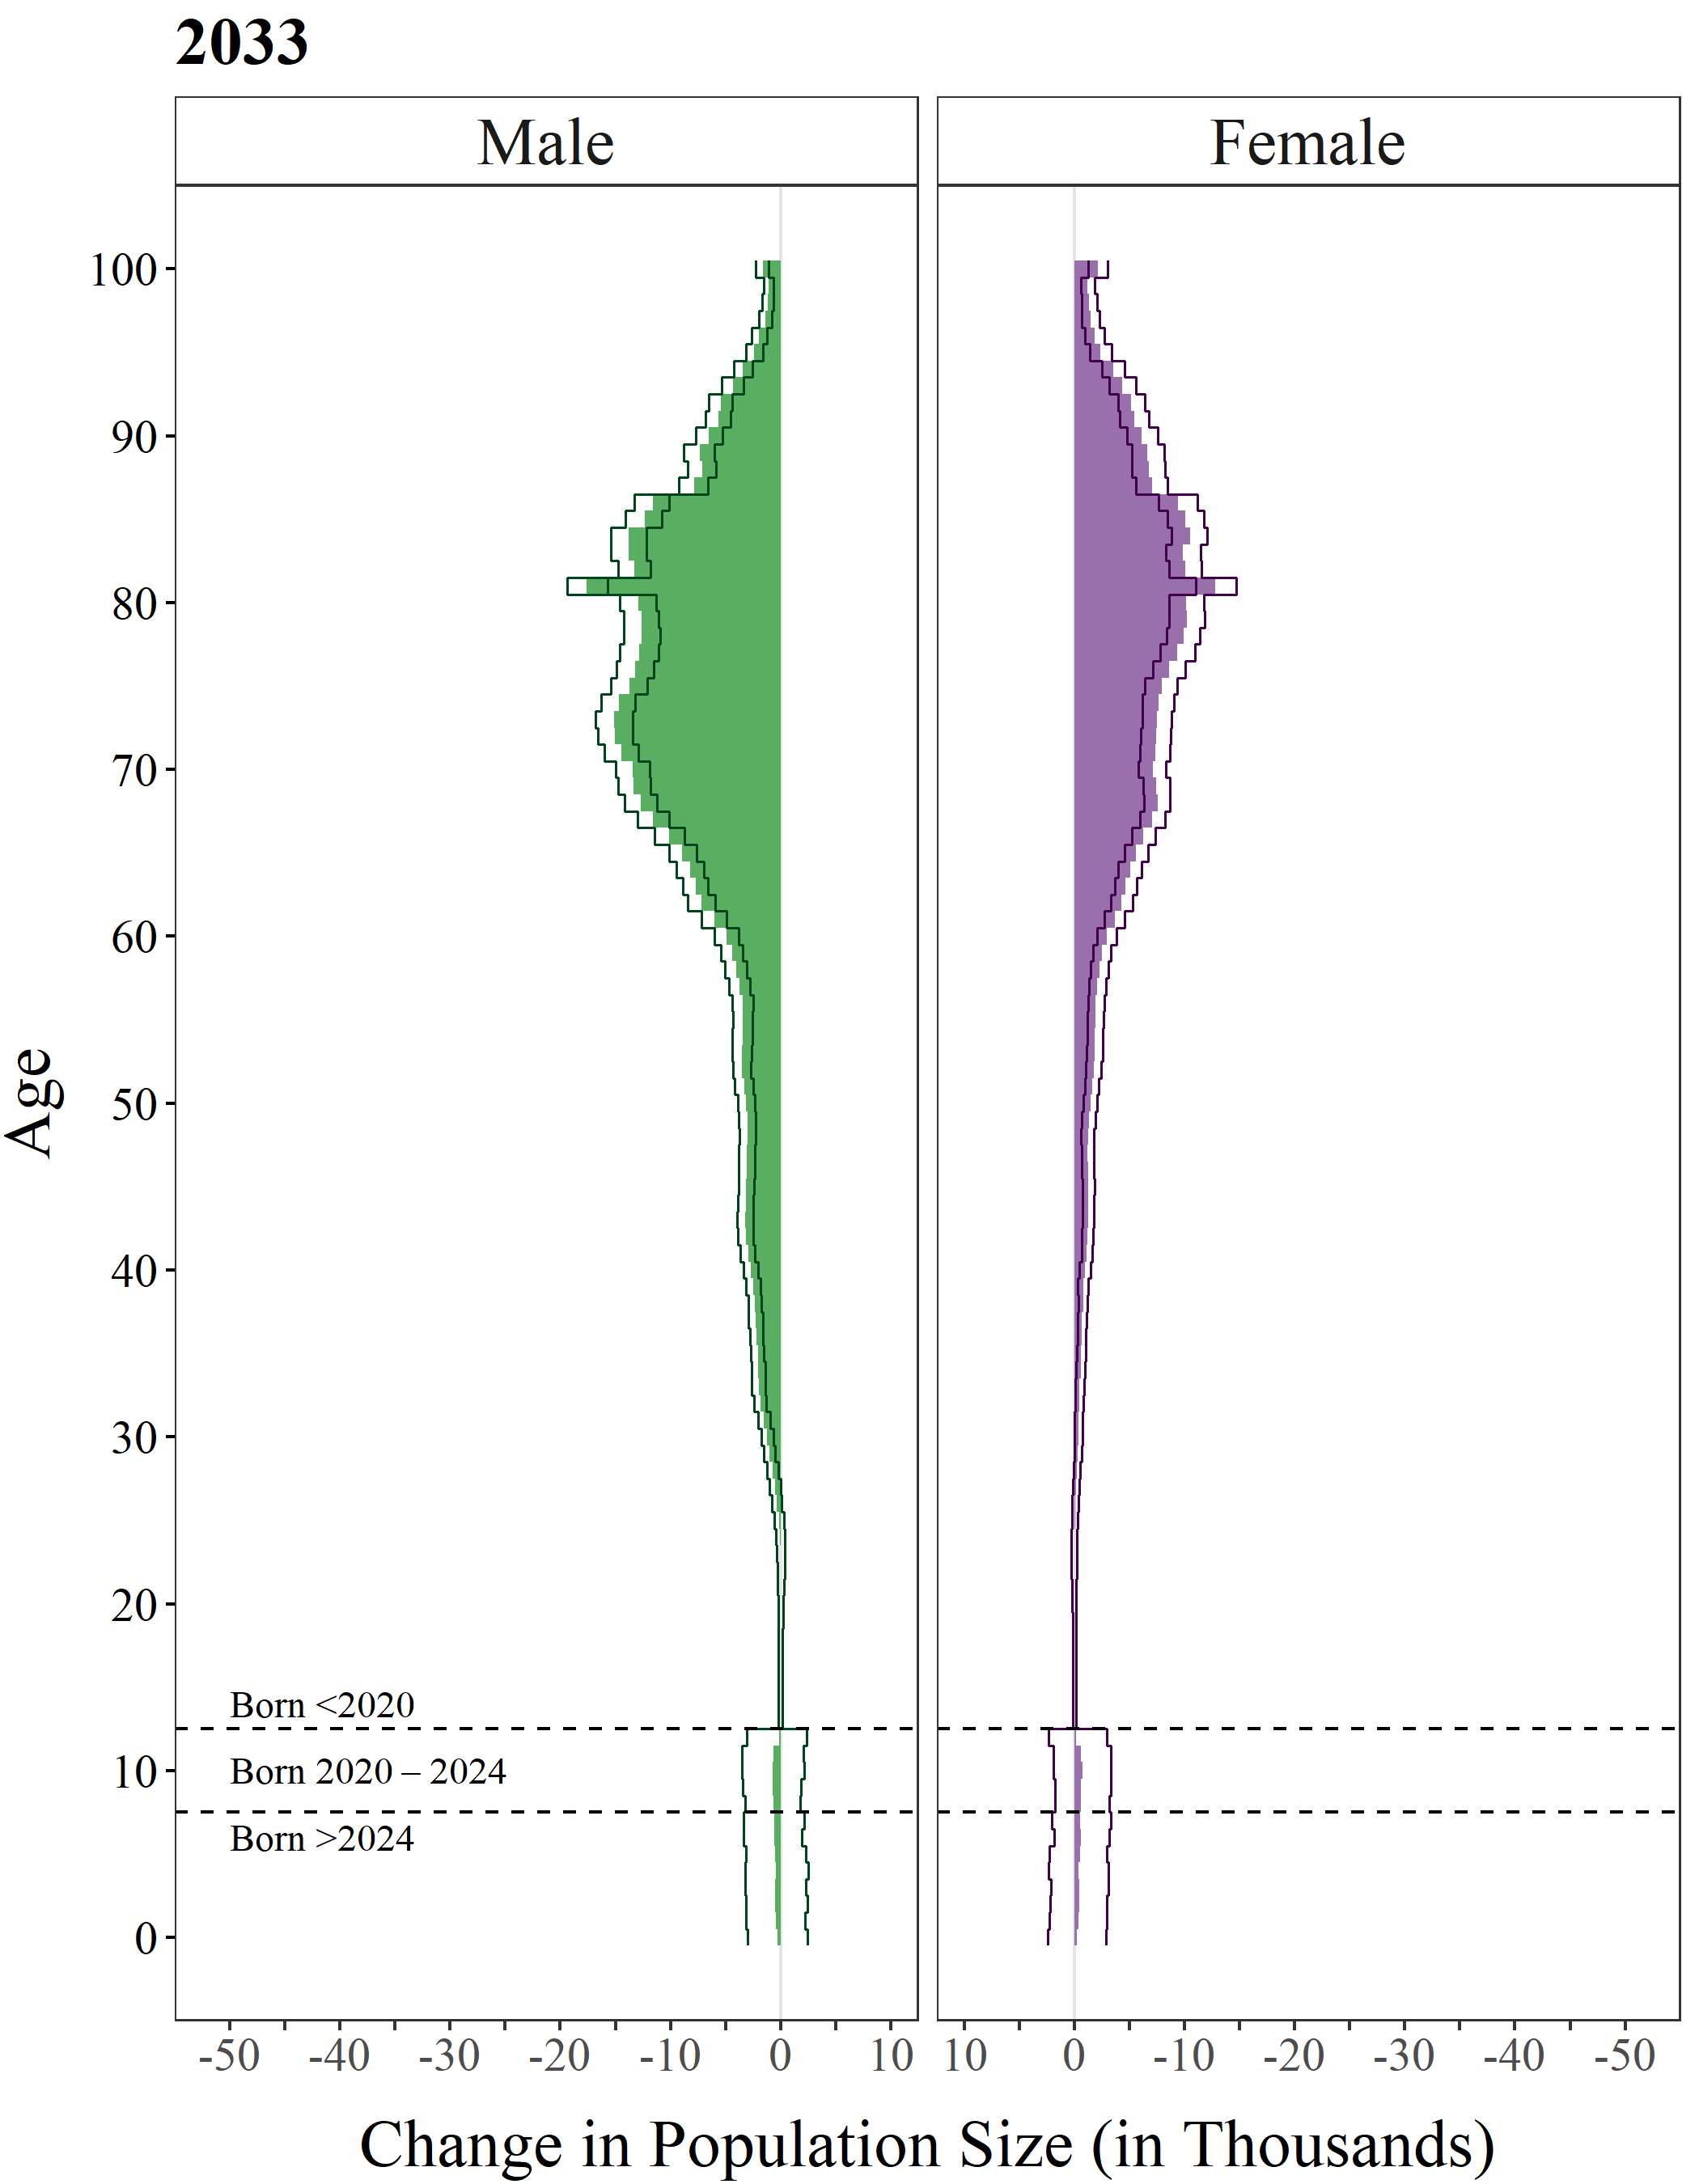 2033
Male
Female
100
90
80
70
60
50
40
30
20
10
0
Age
Born <2020
Born 2020 – 2024
Born >2024
-50 -40 -30 -20 -10 0 10
10 0 -10 -20 -30 -40 -50
Change in Population Size (in Thousands)